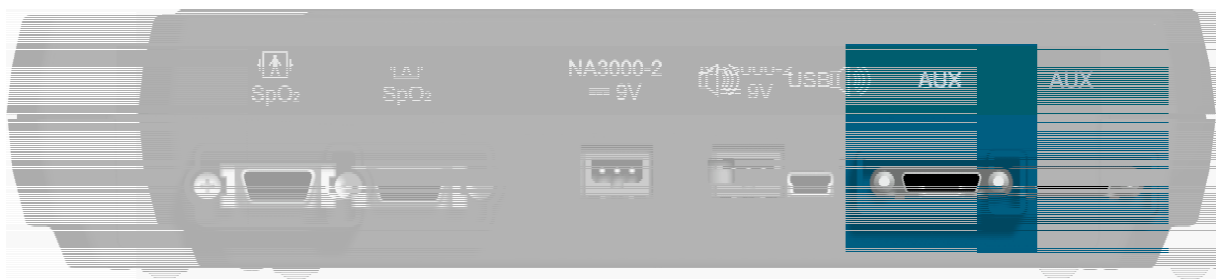 SpO₂
SpO₂
NA3000-2
⎓ 9V
9V
USB
AUX
AUX